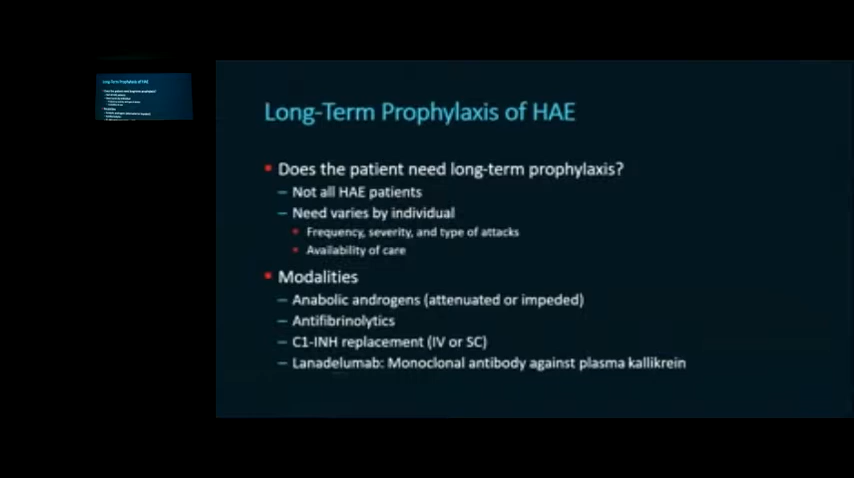 Long-Term Prophylaxis of HAE
Does the patient need long-term prophylaxis?
– Not all HAE patients
– Need varies by individual
Frequency, severity, and type of attacks
Availability of care
Modalities
– Anabolic androgens (attenuated or impeded)
– Antifibrinolytics
– C1-INH replacement (IV or SC)
– Lanadelumab: Monoclonal antibody against plasma kallikrein